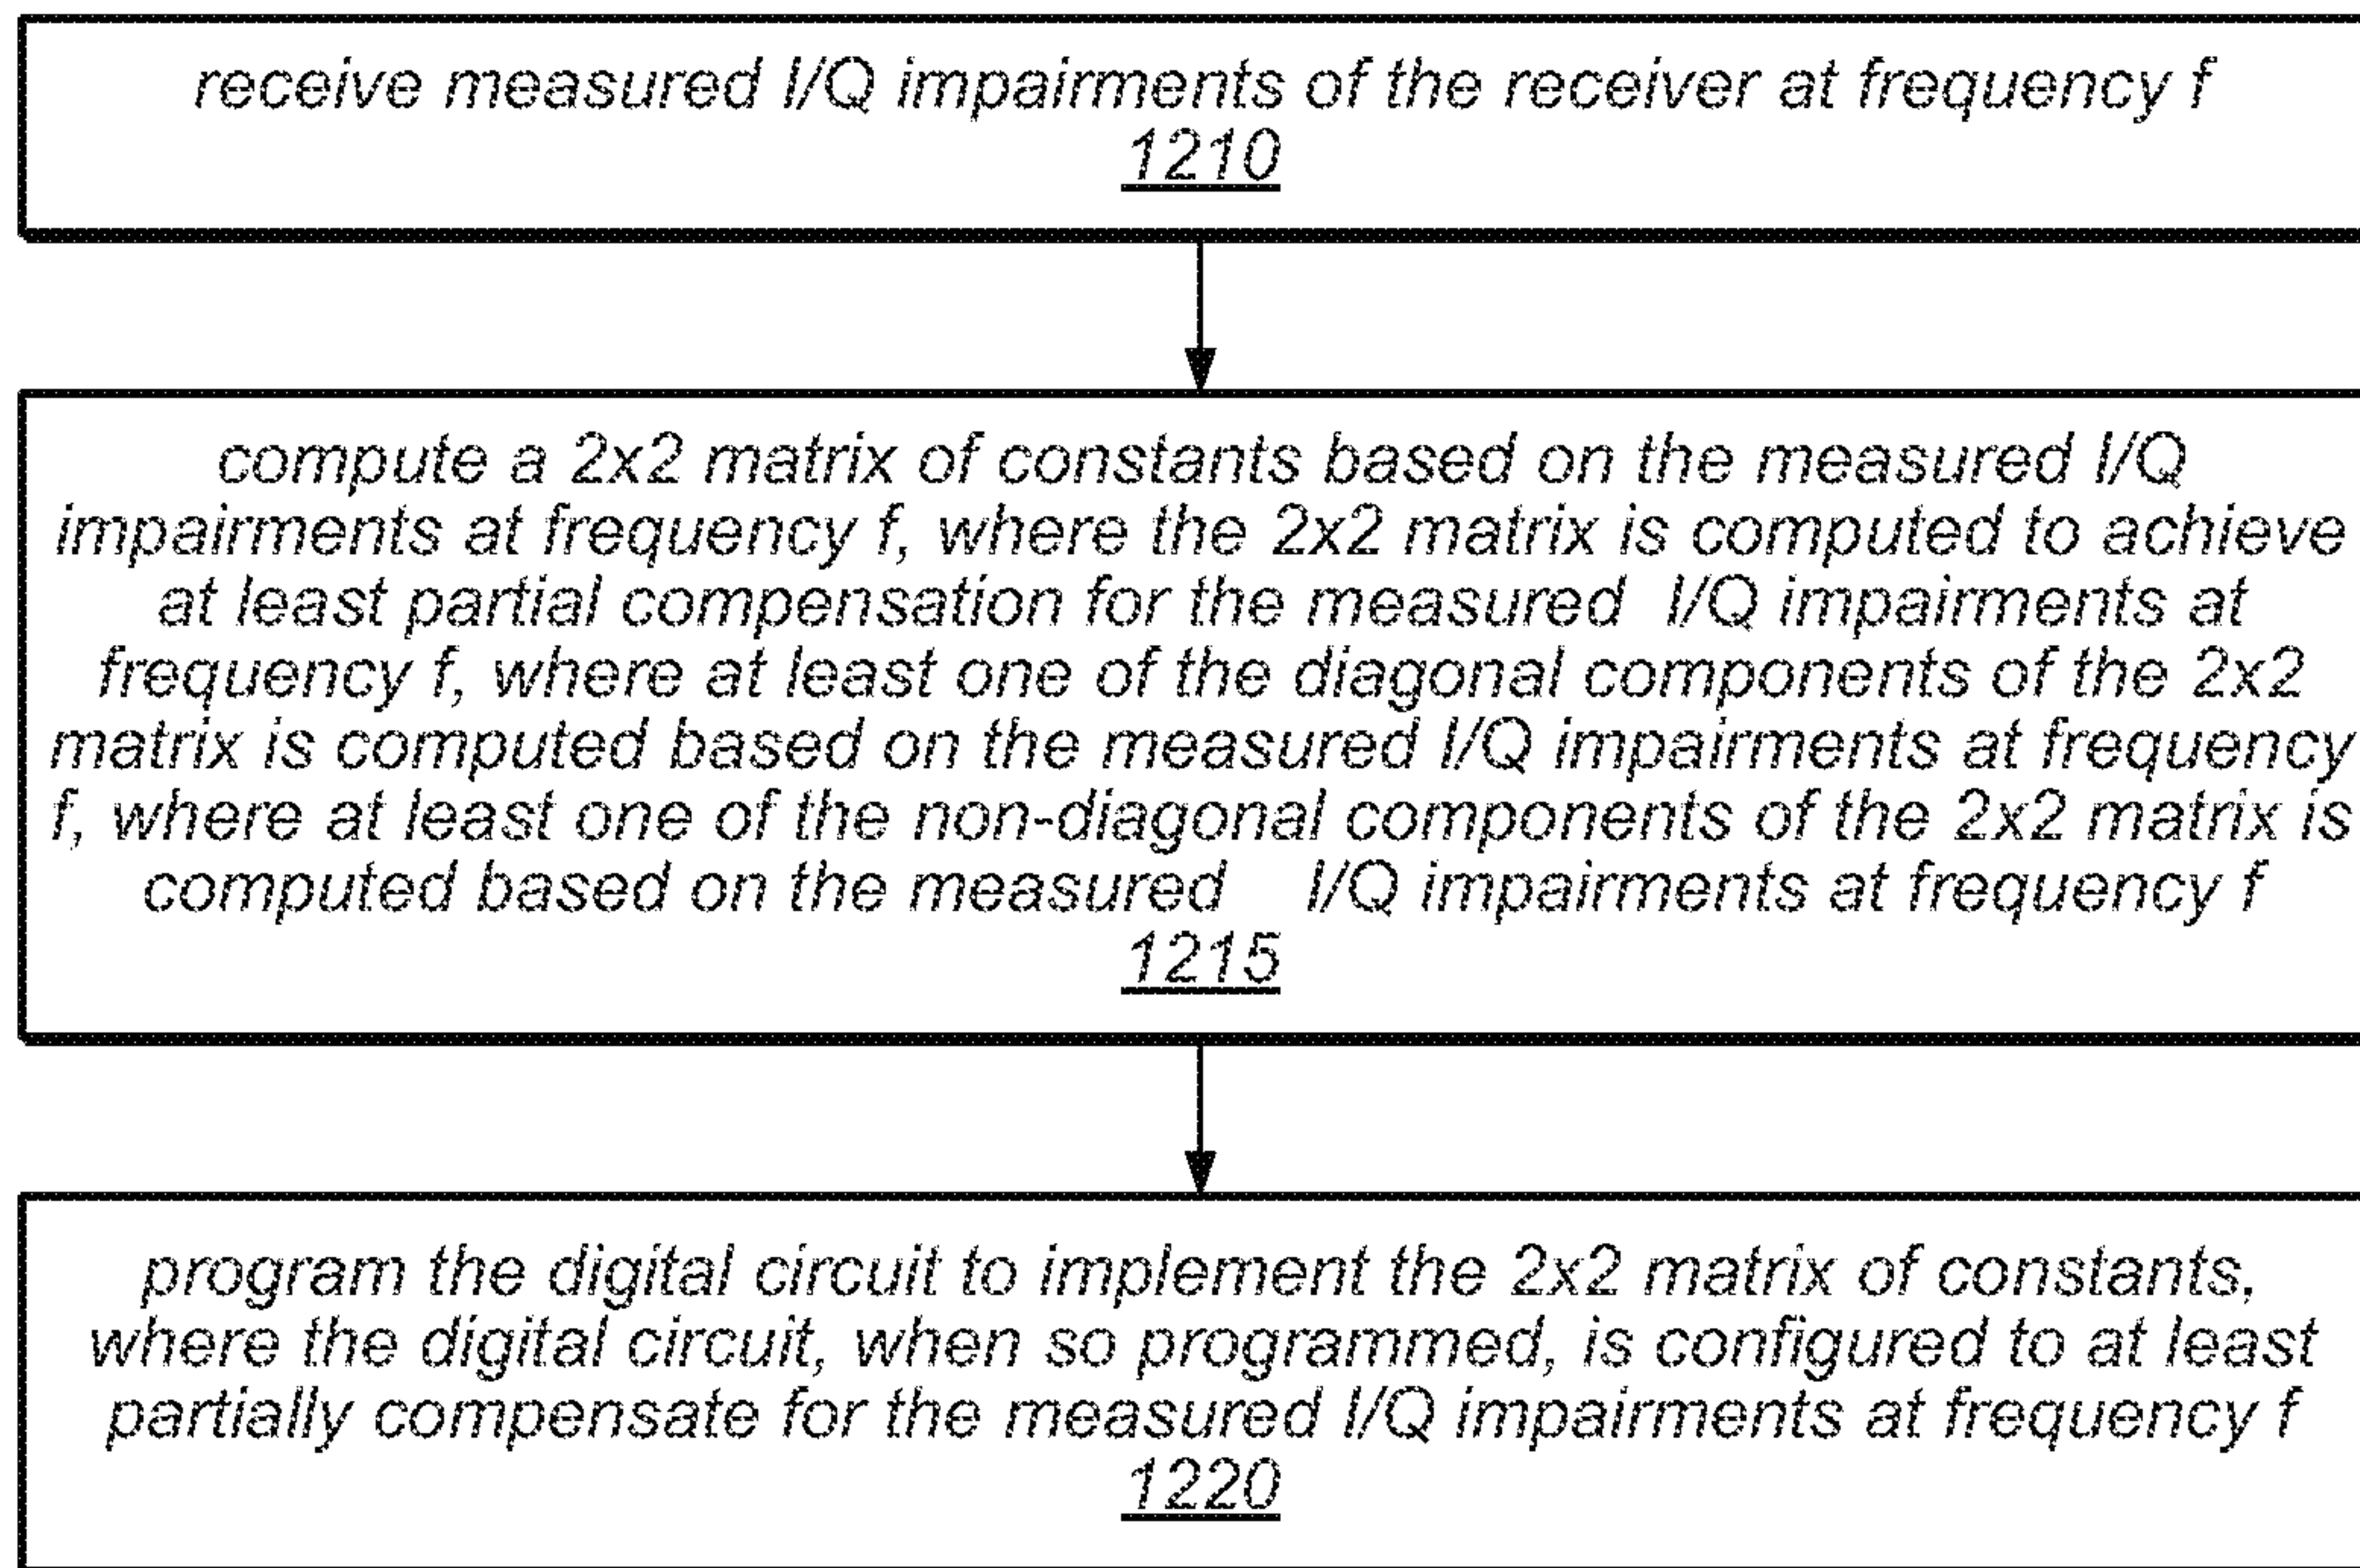 receive measured I/Q impairments of the receiver at frequency f
1210
compute a 2x2 matrix of constants based on the measured I/Q
impairments at frequency f, where the 2x2 matrix is computed to achieve
at least partial compensation for the measured I/Q impairments at
frequency f, where at least one of the diagonal components of the 2x2
matrix is computed based on the measured I/Q impairments at frequency
f, where at least one of the non-diagonal components of the 2x2 matrix is
computed based on the measured I/Q impairments at frequency f
1215
program the digital circuit to implement the 2x2 matrix of constants,
where the digital circuit, when so programmed, is configured to at least
partially compensate for the measured I/Q impairments at frequency f
1220